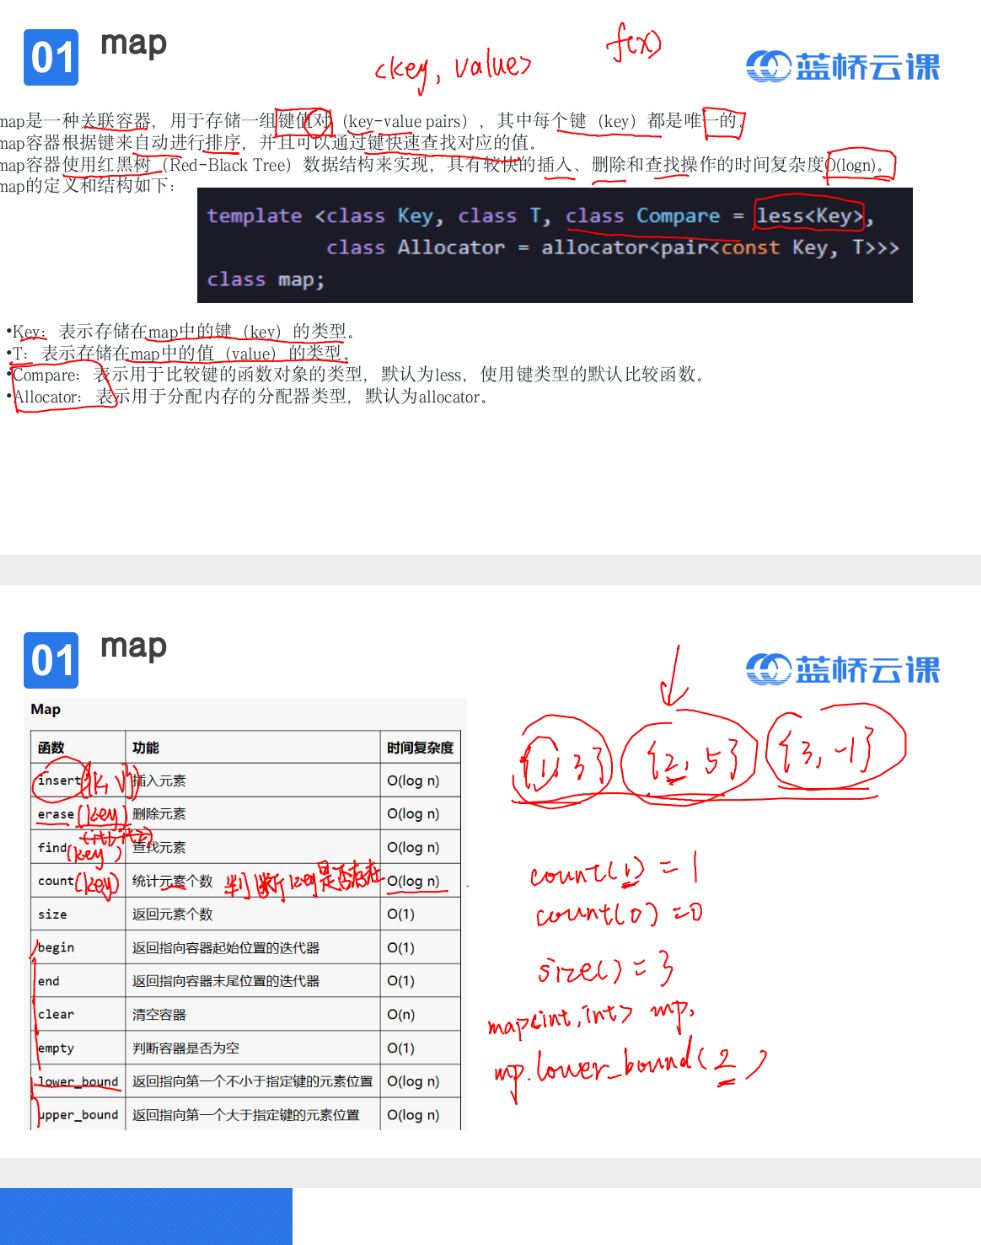 01
map
<key, value>
f(x)
蓝桥云课
map是一种关联容器，用于存储一组键值对（key-value pairs），其中每个键（key）都是唯一的。
map容器根据键来自动进行排序，并且可以通过键快速查找对应的值。
map容器使用红黑树（Red-Black Tree）数据结构来实现，具有较快的插入、删除和查找操作的时间复杂度O(logn)。
map的定义和结构如下：
template <class Key, class T, class Compare = less<Key>,
class Allocator = allocator<pair<const Key, T>>>
class map;
•Key：表示存储在map中的键（key）的类型。
•T：表示存储在map中的值（value）的类型。
•Compare：表示用于比较键的函数对象的类型，默认为less，使用键类型的默认比较函数。
•Allocator：表示用于分配内存的分配器类型，默认为allocator。
01
map
蓝桥云课
Map
函数 功能 时间复杂度
insert({k,v}) 插入元素 O(log n)
erase(key) 删除元素 O(log n)
find(key) 查找元素 O(log n)
count(key) 统计元素个数 判断key是否存在 O(log n)
size 返回元素个数 O(1)
begin 返回指向容器起始位置的迭代器 O(1)
end 返回指向容器末尾位置的迭代器 O(1)
clear 清空容器 O(n)
empty 判断容器是否为空 O(1)
lower_bound 返回指向第一个不小于指定键的元素位置 O(log n)
upper_bound 返回指向第一个大于指定键的元素位置 O(log n)
{1,3} {2,5} {3,-1}
count(1) = 1
count(0) =0
size() = 3
map<int,int> mp,
mp.lower_bound(2)